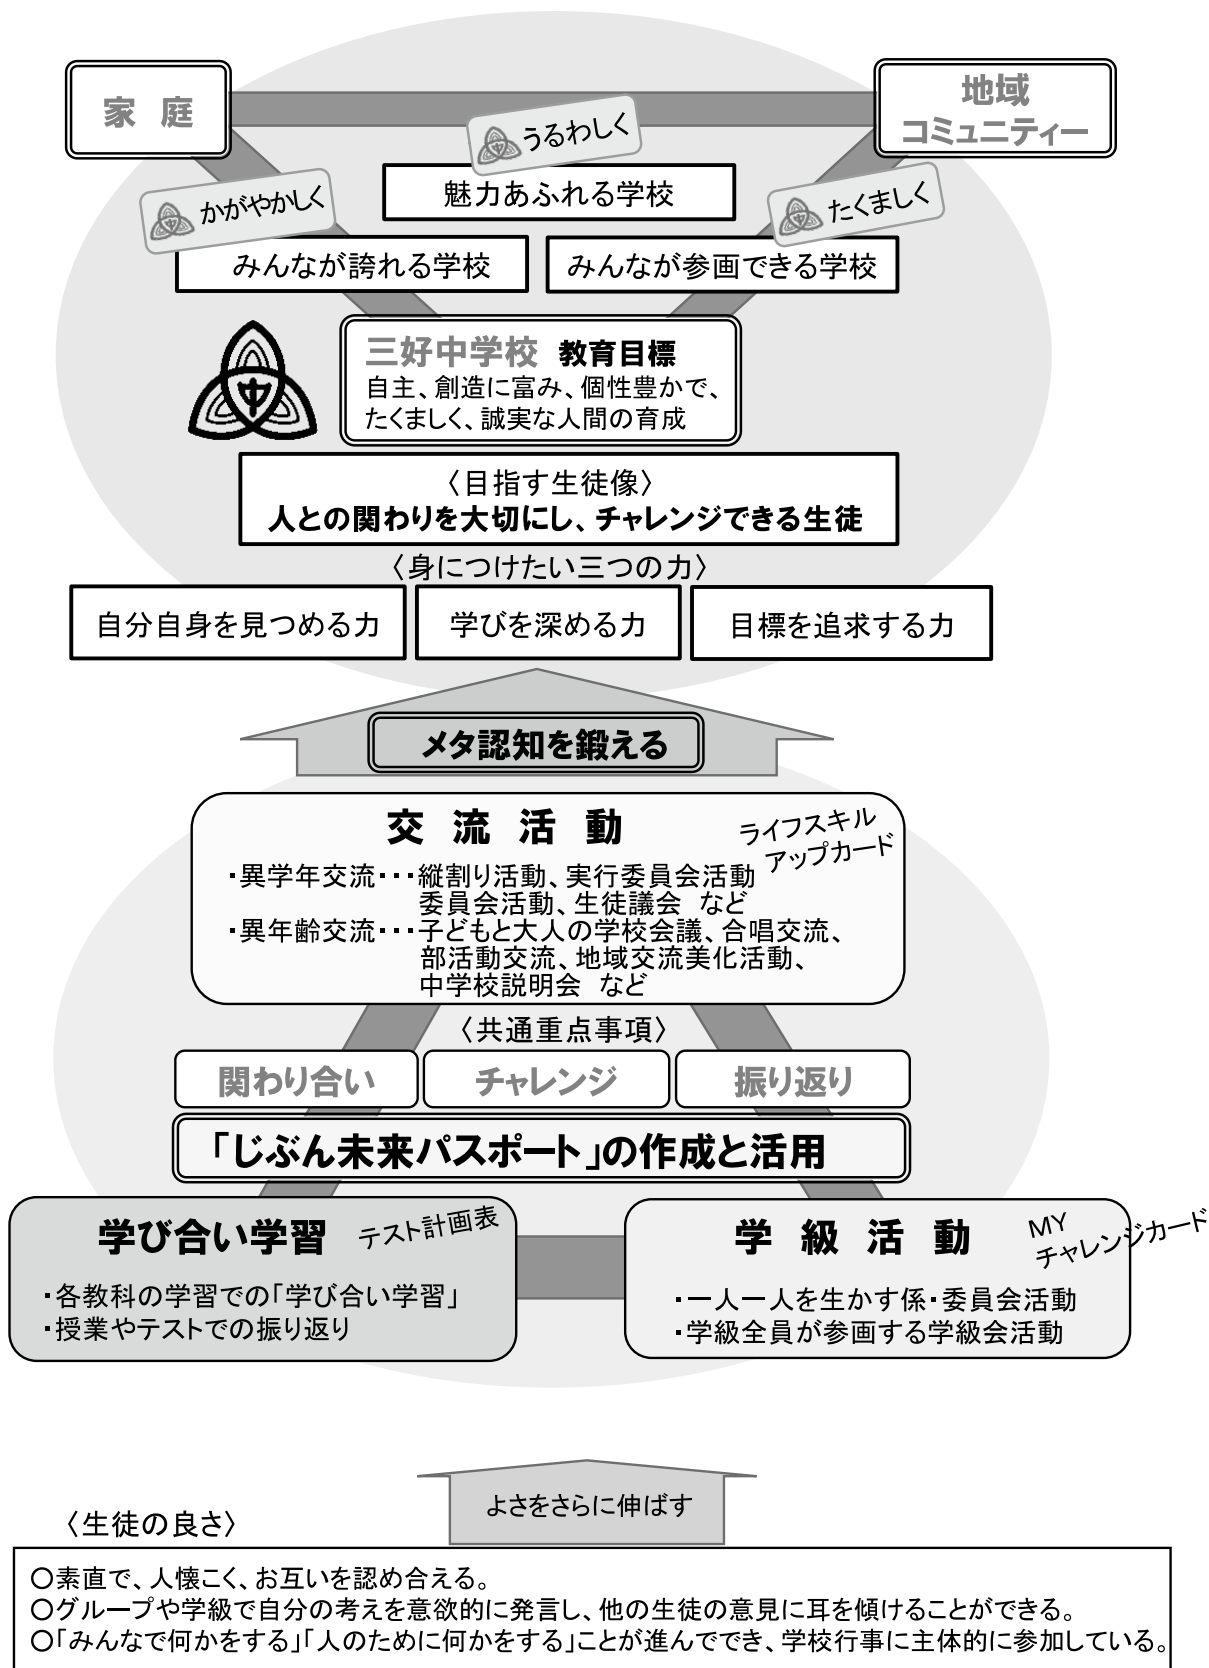 家 庭
地域
コミュニティー
うるわしく
魅力あふれる学校
かがやかしく
たくましく
みんなが誇れる学校
みんなが参画できる学校
三好中学校 教育目標
自主、創造に富み、個性豊かで、
たくましく、誠実な人間の育成
中
〈目指す生徒像〉
人との関わりを大切にし、チャレンジできる生徒
〈身につけたい三つの力〉
自分自身を見つめる力
学びを深める力
目標を追求する力
メタ認知を鍛える
交 流 活 動
ライフスキル
アップカード
・異学年交流・・・縦割り活動、実行委員会活動
委員会活動、生徒議会 など
・異年齢交流・・・子どもと大人の学校会議、合唱交流、
部活動交流、地域交流美化活動、
中学校説明会 など
〈共通重点事項〉
関わり合い
チャレンジ
振り返り
「じぶん未来パスポート」の作成と活用
学び合い学習
テスト計画表
・各教科の学習での「学び合い学習」
・授業やテストでの振り返り
学 級 活 動
MY
チャレンジカード
・一人一人を生かす係・委員会活動
・学級全員が参画する学級会活動
よさをさらに伸ばす
〈生徒の良さ〉
○素直で、人懐こく、お互いを認め合える。
○グループや学級で自分の考えを意欲的に発言し、他の生徒の意見に耳を傾けることができる。
○「みんなで何かをする」「人のために何かをする」ことが進んででき、学校行事に主体的に参加している。